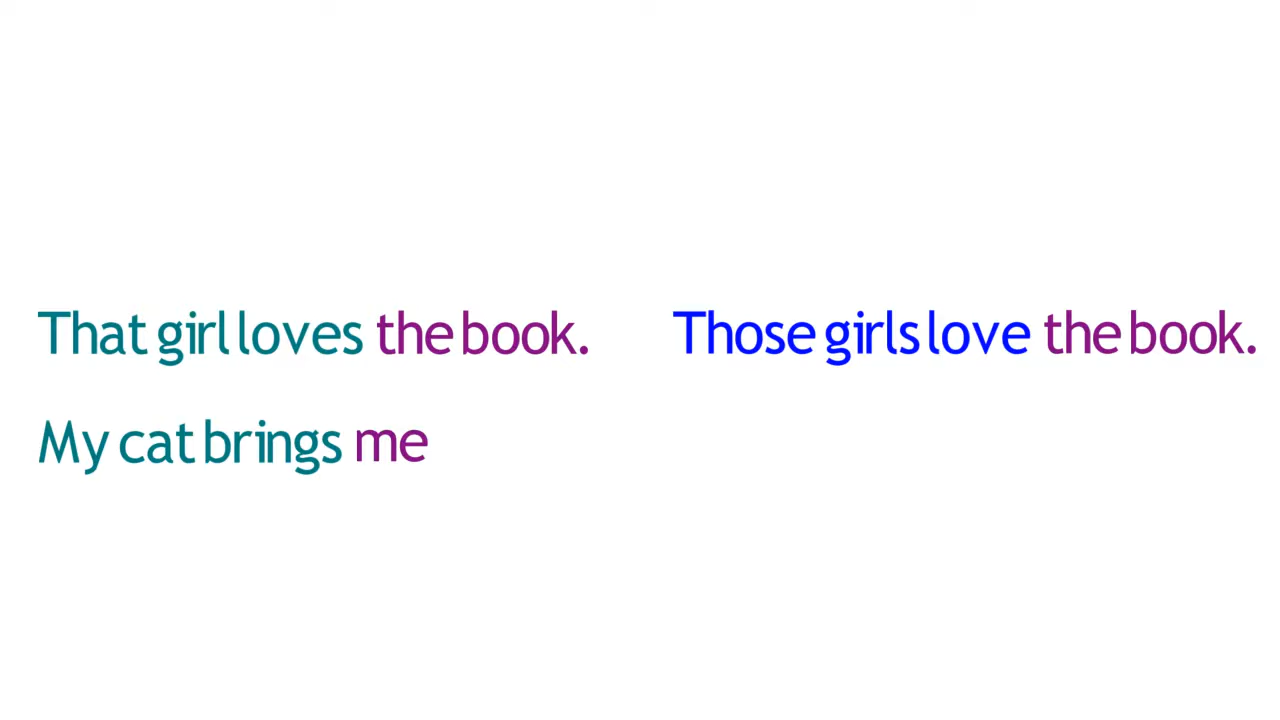 That girl loves the book.
Those girls love the book.
My cat brings me